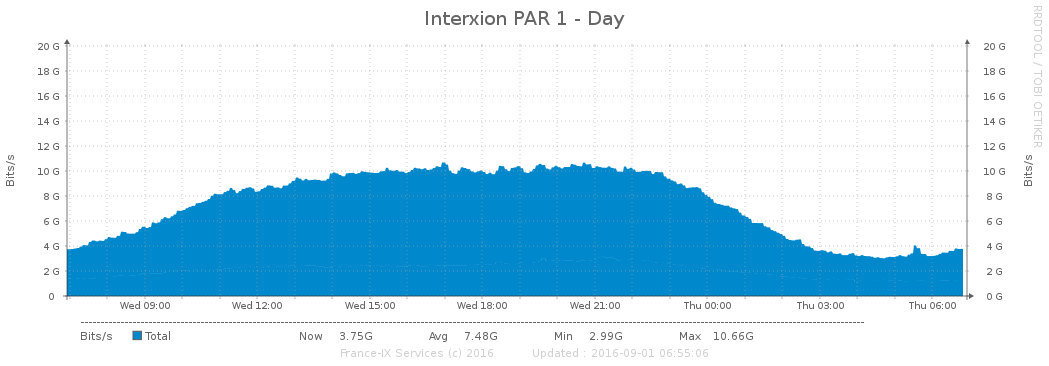 Interxion PAR 1 - Day
RRDTOOL / TOBI OETIKER
Bits/s
Bits/s
20 G 20 G
18 G 18 G
16 G 16 G
14 G 14 G
12 G 12 G
10 G 10 G
8 G 8 G
6 G 6 G
4 G 4 G
2 G 2 G
0 0 G
Wed 09:00 Wed 12:00 Wed 15:00 Wed 18:00 Wed 21:00 Thu 00:00 Thu 03:00 Thu 06:00
Bits/s Total Now 3.75G Avg 7.48G Min 2.99G Max 10.66G
France-IX Services (c) 2016 Updated : 2016-09-01 06:55:06